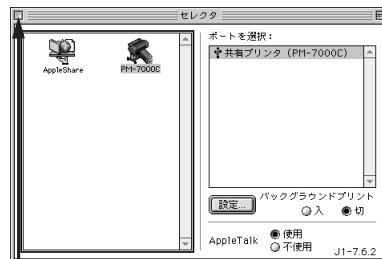 セレクタ
AppleShare
PM-7000C
ポートを選択：
共有プリンタ (PM-7000C)
設定...
バックグラウンドプリント
入
切
AppleTalk
使用
不使用
J1-7.6.2